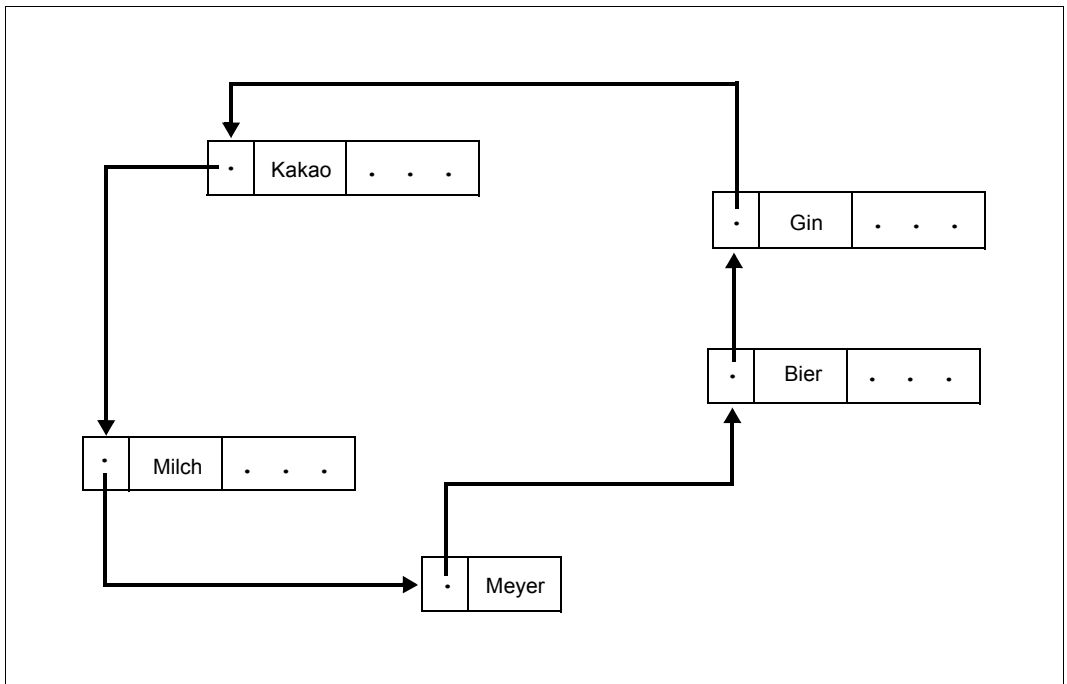 Kakao . . .
Gin . . .
Bier . . .
Milch . . .
Meyer